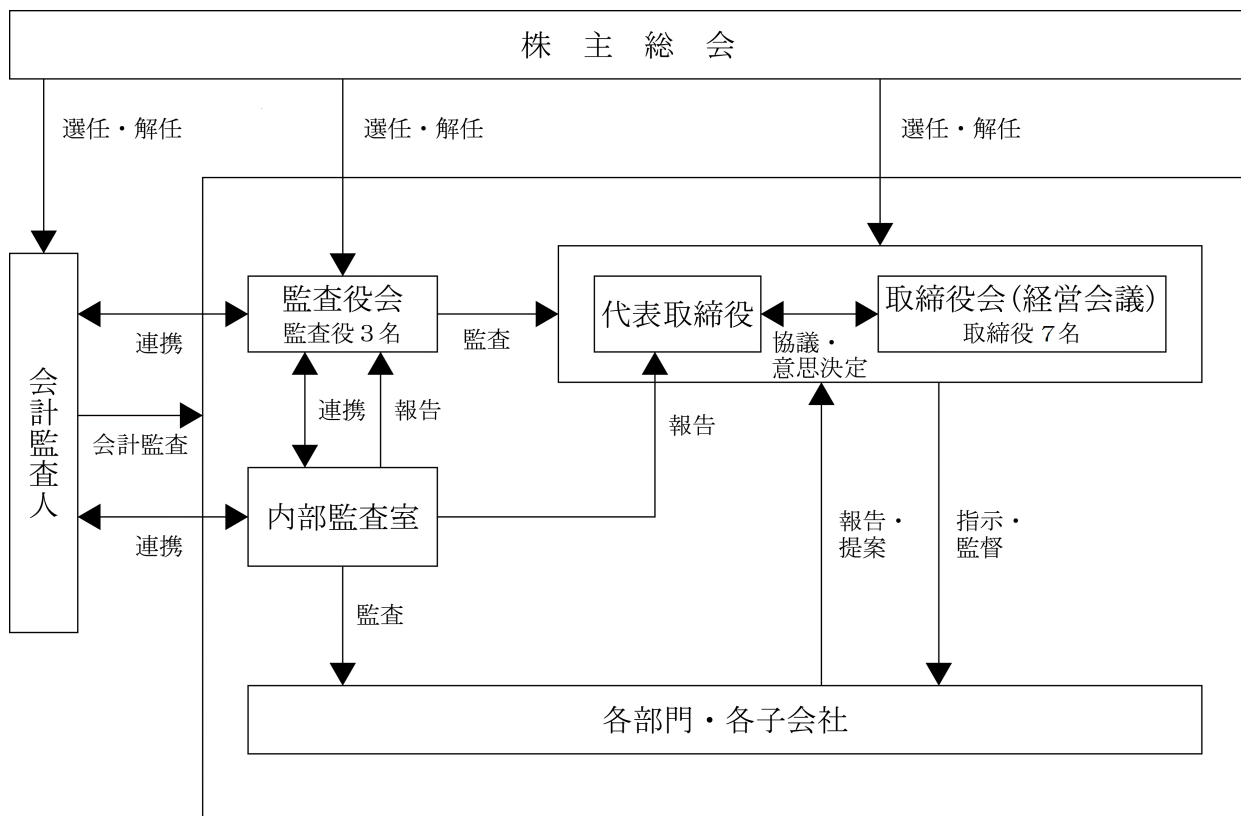 株 主 総 会
選任・解任
選任・解任
選任・解任
監査役会
監査役３名
監査
代表取締役
協議・
意思決定
取締役会(経営会議)
取締役７名
連携
会計監査人
会計監査
連携
報告
報告
内部監査室
連携
報告・
提案
指示・
監督
監査
各部門・各子会社